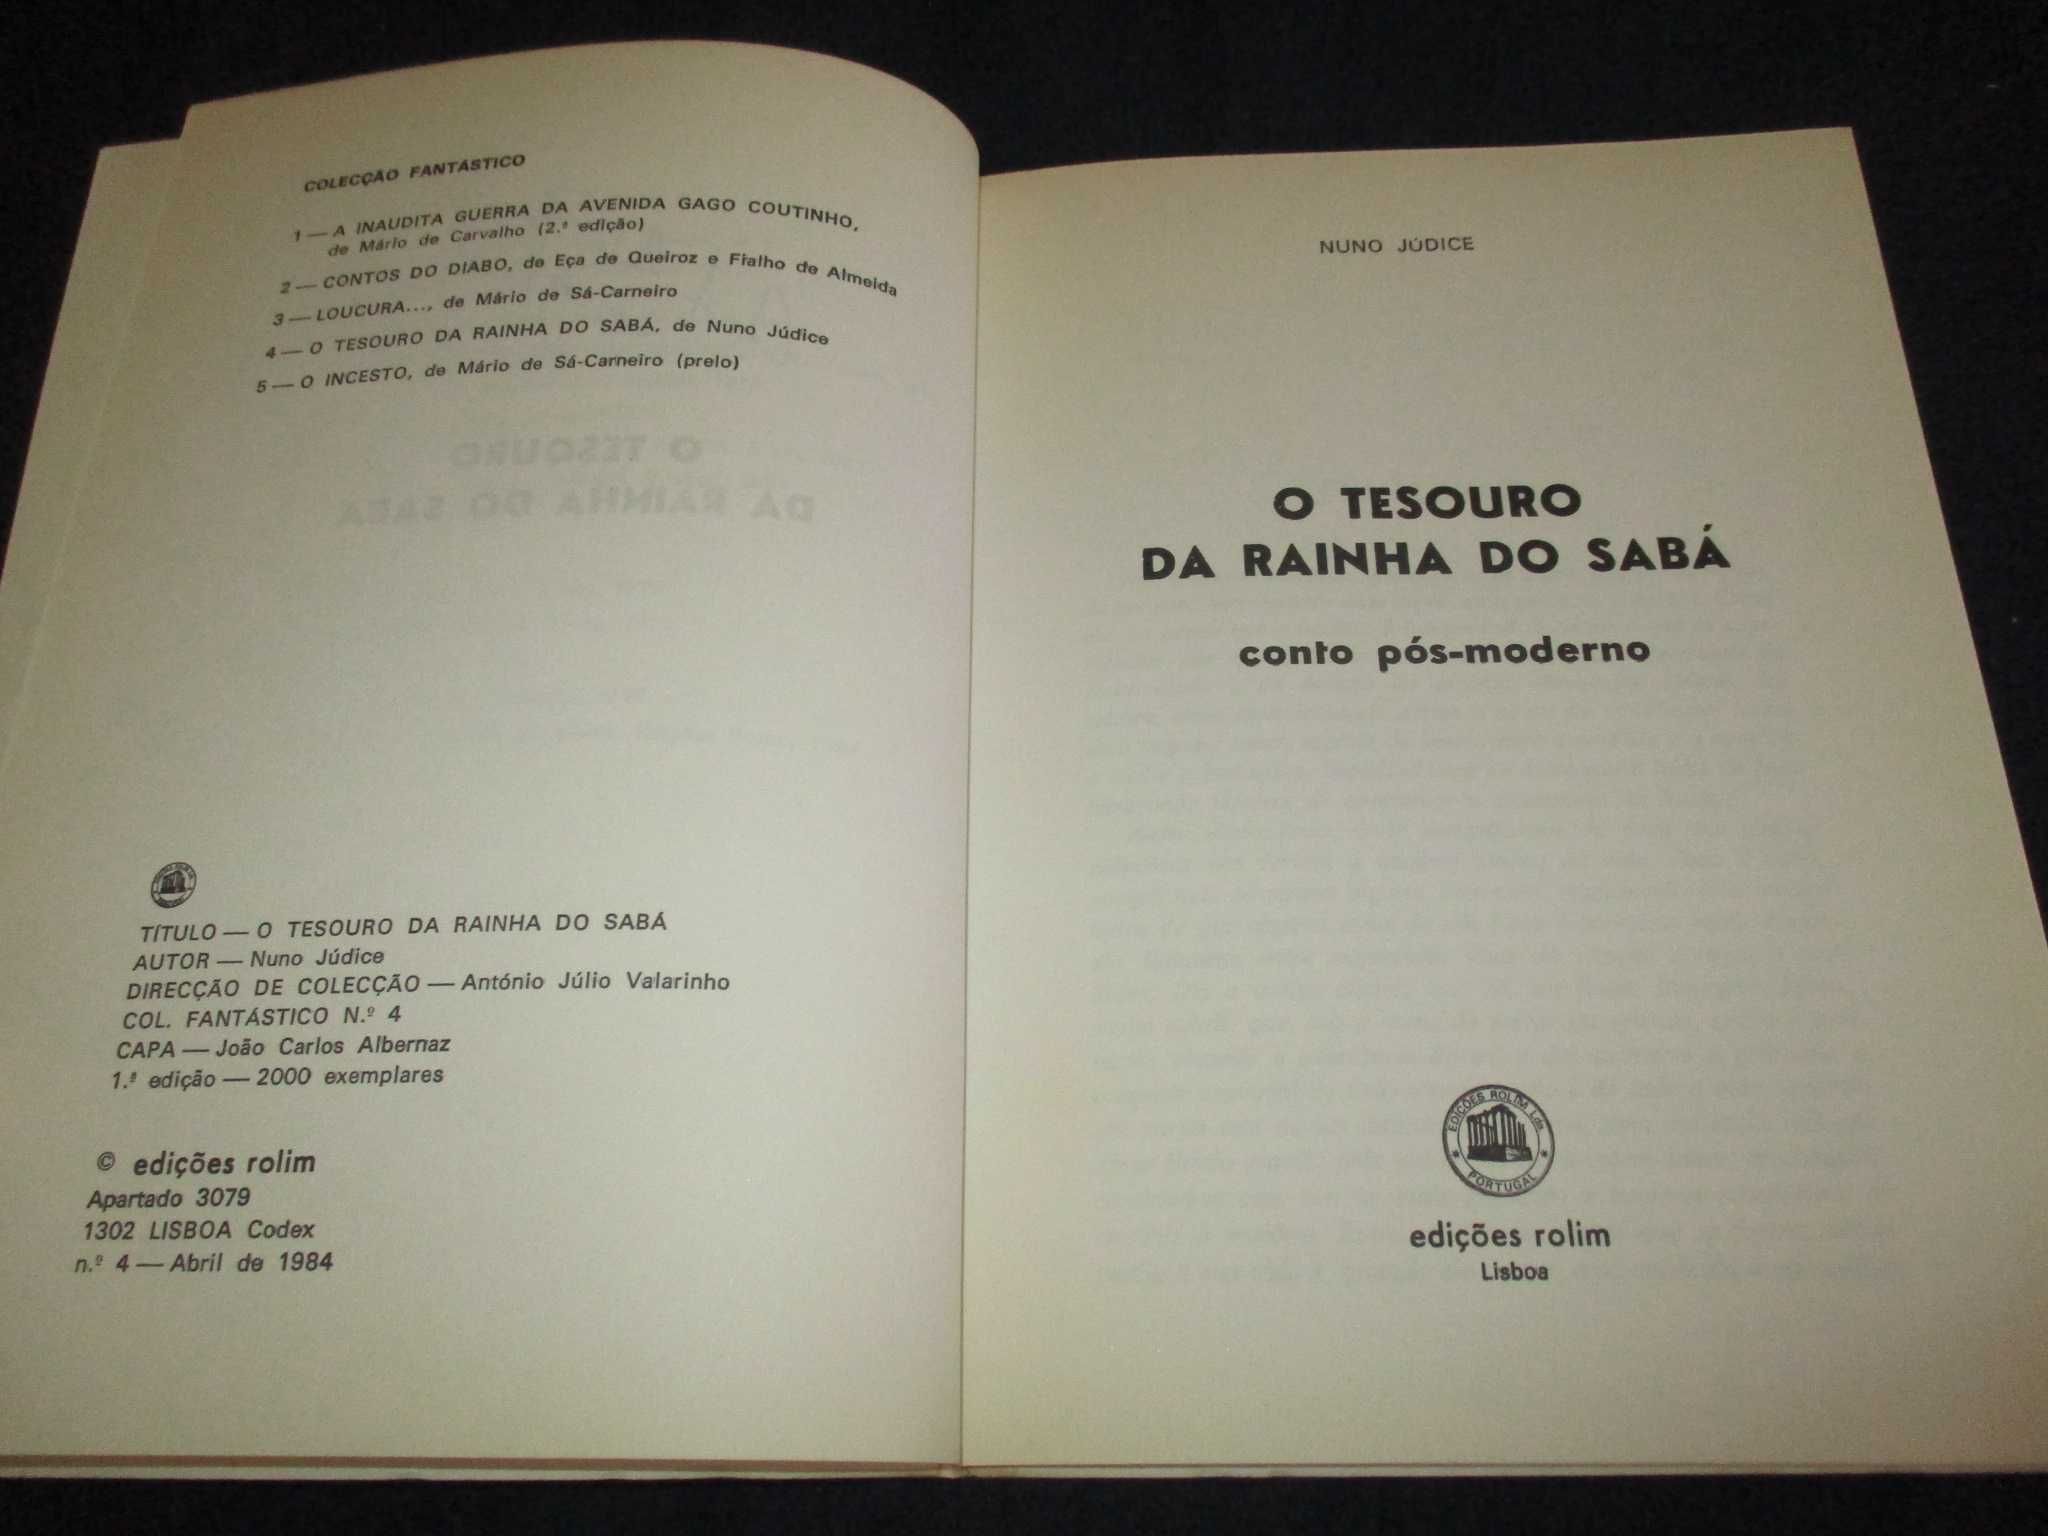 COLECÇÃO FANTÁSTICO
1 — A INAUDITA GUERRA DA AVENIDA GAGO COUTINHO,
de Mário de Carvalho (2.ª edição)
2 — CONTOS DO DIABO, de Eça de Queiroz e Fialho de Almeida
3 — LOUCURA..., de Mário de Sá-Carneiro
4 — O TESOURO DA RAINHA DO SABÁ, de Nuno Júdice
5 — O INCESTO, de Mário de Sá-Carneiro (prelo)
TÍTULO — O TESOURO DA RAINHA DO SABÁ
AUTOR — Nuno Júdice
DIRECÇÃO DE COLECÇÃO — António Júlio Valarinho
COL. FANTÁSTICO N.º 4
CAPA — João Carlos Albernaz
1.ª edição — 2000 exemplares
© edições rolim
Apartado 3079
1302 LISBOA Codex
n.º 4 — Abril de 1984
NUNO JÚDICE
O TESOURO
DA RAINHA DO SABÁ
conto pós-moderno
EDIÇÕES ROLIM Lda.
* PORTUGAL *
edições rolim
Lisboa